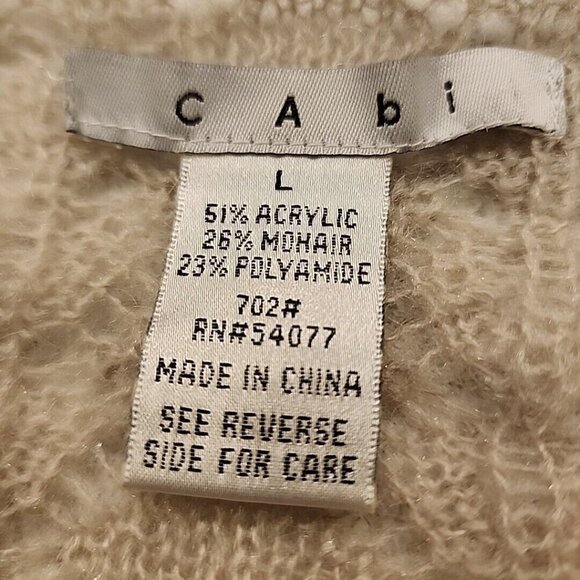 CAbi
L
51% ACRYLIC
26% MOHAIR
23% POLYAMIDE
702#
RN#54077
MADE IN CHINA
SEE REVERSE
SIDE FOR CARE